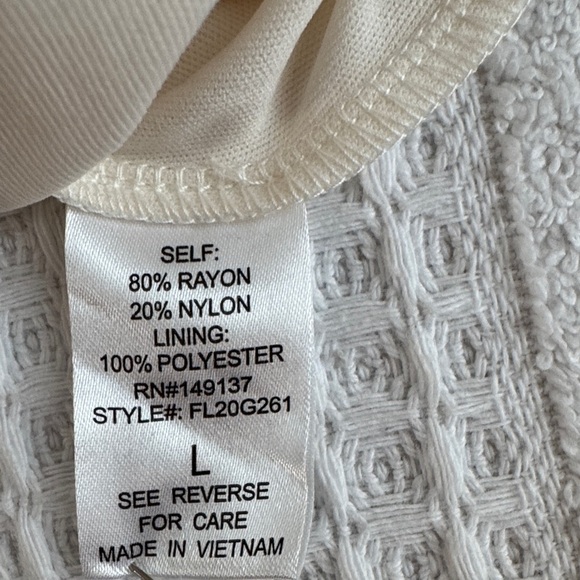 SELF:
80% RAYON
20% NYLON
LINING:
100% POLYESTER
RN#149137
STYLE#: FL20G261
L
SEE REVERSE
FOR CARE
MADE IN VIETNAM